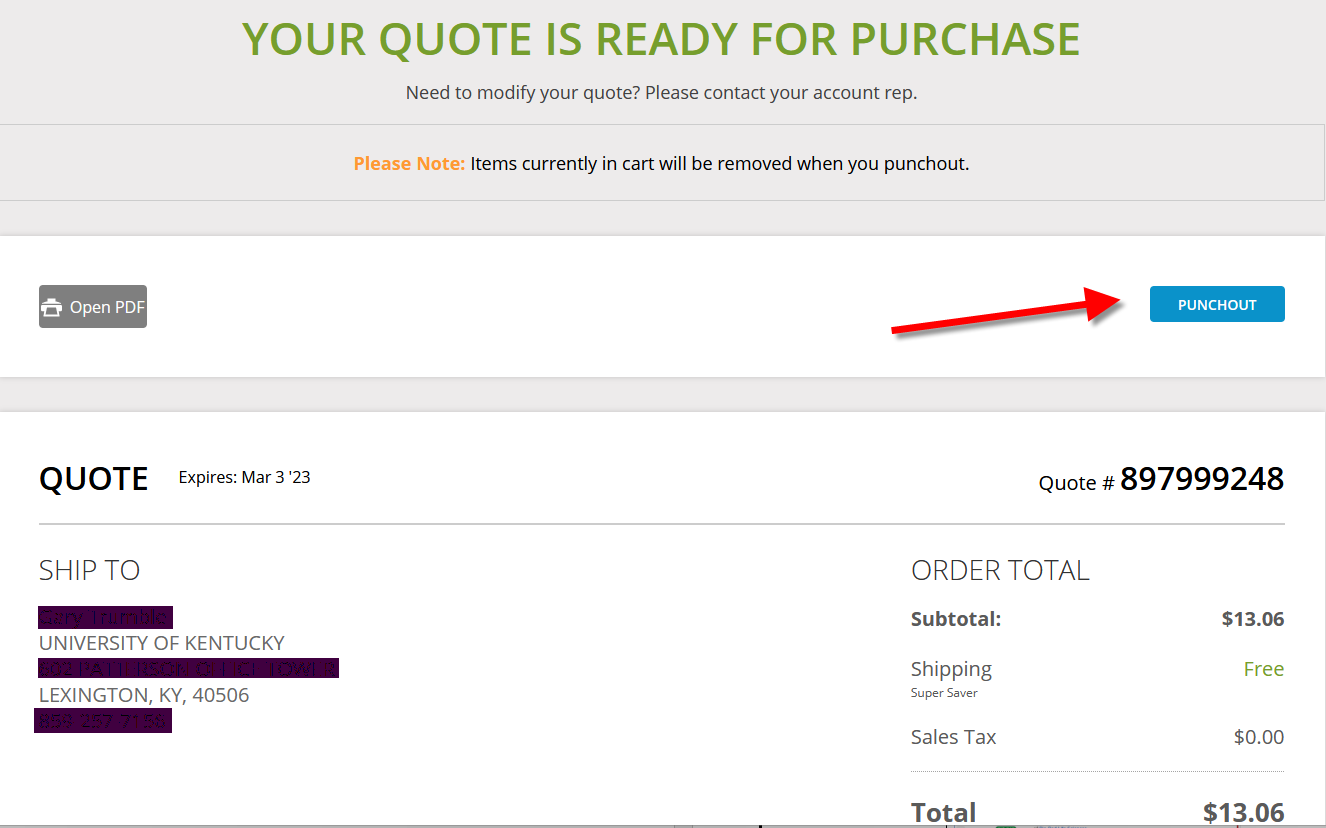 YOUR QUOTE IS READY FOR PURCHASE
Need to modify your quote? Please contact your account rep.
Please Note: Items currently in cart will be removed when you punchout.
Open PDF
PUNCHOUT
QUOTE Expires: Mar 3 '23
Quote # 897999248
SHIP TO
UNIVERSITY OF KENTUCKY
LEXINGTON, KY, 40506
ORDER TOTAL
Subtotal: $13.06
Shipping Free
Super Saver
Sales Tax $0.00
Total $13.06